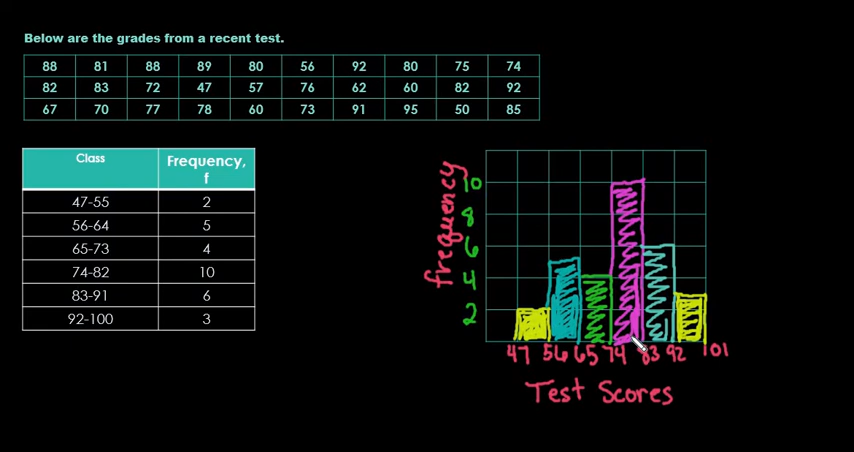 Below are the grades from a recent test.
88 81 88 89 80 56 92 80 75 74
82 83 72 47 57 76 62 60 82 92
67 70 77 78 60 73 91 95 50 85
Class Frequency, f
47-55 2
56-64 5
65-73 4
74-82 10
83-91 6
92-100 3
frequency
10
8
6
4
2
47 56 65 74 83 92 101
Test Scores